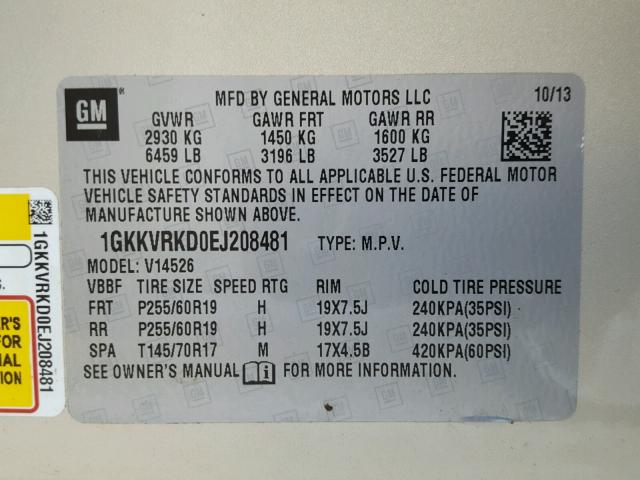 GM
MFD BY GENERAL MOTORS LLC 10/13
GVWR GAWR FRT GAWR RR
2930 KG 1450 KG 1600 KG
6459 LB 3196 LB 3527 LB
THIS VEHICLE CONFORMS TO ALL APPLICABLE U.S. FEDERAL MOTOR
VEHICLE SAFETY STANDARDS IN EFFECT ON THE DATE OF
MANUFACTURE SHOWN ABOVE.
1GKKVRKD0EJ208481 TYPE: M.P.V.
MODEL: V14526
VBBF TIRE SIZE SPEED RTG RIM COLD TIRE PRESSURE
FRT P255/60R19 H 19X7.5J 240KPA(35PSI)
RR P255/60R19 H 19X7.5J 240KPA(35PSI)
SPA T145/70R17 M 17X4.5B 420KPA(60PSI)
SEE OWNER'S MANUAL FOR MORE INFORMATION.
1GKKVRKD0EJ208481